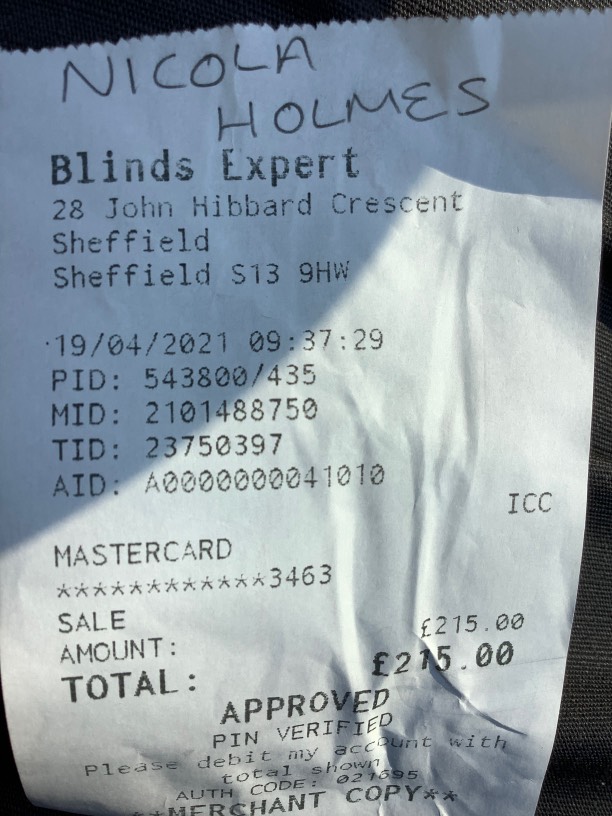 NICOLA
HOLMES
Blinds Expert
28 John Hibbard Crescent
Sheffield
Sheffield S13 9HW
19/04/2021 09:37:29
PID: 543800/435
MID: 2101488750
TID: 23750397
AID: A0000000041010
ICC
MASTERCARD
************3463
SALE
AMOUNT: £215.00
TOTAL: £215.00
APPROVED
PIN VERIFIED
Please debit my account with
total shown
AUTH CODE: 021695
**MERCHANT COPY**